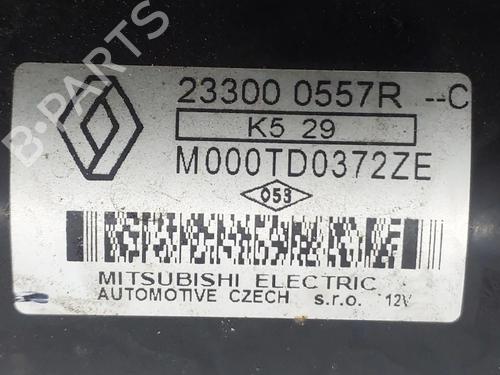 23300 0557R --C
K5 29
M000TD0372ZE
053
MITSUBISHI ELECTRIC
AUTOMOTIVE CZECH s.r.o. 12V
B-PARTS